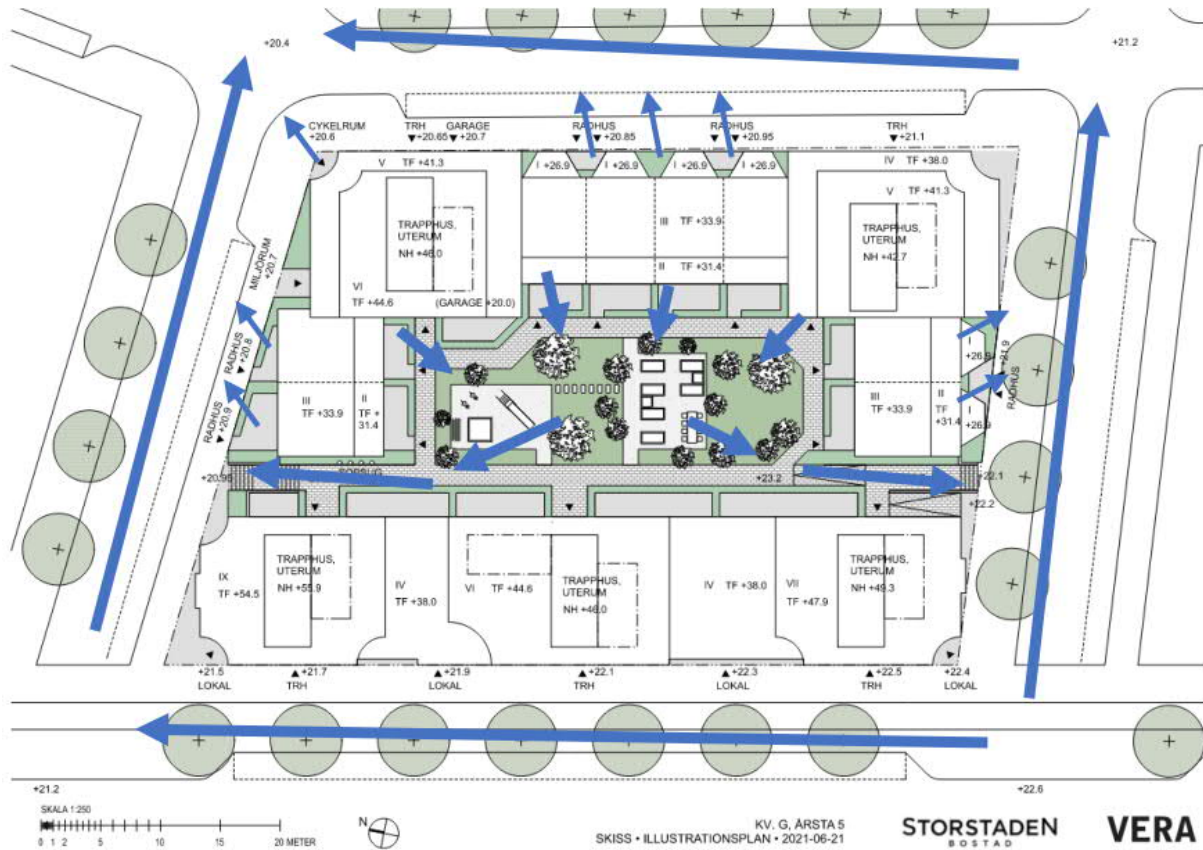 +20.4
+21.2
CYKELRUM
+20.6
TRH
+20.65
GARAGE
+20.7
RADHUS
+20.85
RADHUS
+20.95
TRH
+21.1
V TF +41.3
I +26.9
I +26.9
I +26.9
I +26.9
IV TF +38.0
V TF +41.3
TRAPPHUS,
UTERUM
NH +46.0
III TF +33.9
TRAPPHUS,
UTERUM
NH +42.7
MILJÖRUM
+20.7
II TF +31.4
VI
TF +44.6
(GARAGE +20.0)
RADHUS
+20.8
I
+26.9
+21.9
RADHUS
RADHUS
+20.9
III
TF +33.9
II
TF +
31.4
III
TF +33.9
II
TF
+31.4
I
+26.9
SOPSUG
+20.95
+23.2
+22.1
+22.2
TRAPPHUS,
UTERUM
NH +55.9
IX
TF +54.5
IV
TF +38.0
VI TF +44.6
TRAPPHUS,
UTERUM
NH +46.0
IV TF +38.0
VII
TF +47.9
TRAPPHUS,
UTERUM
NH +49.3
+21.5
LOKAL
+21.7
TRH
+21.9
LOKAL
+22.1
TRH
+22.3
LOKAL
+22.5
TRH
+22.4
LOKAL
+21.2
+22.6
SKALA 1:250
0 1 2 5 10 15 20 METER
N
KV. G, ÅRSTA 5
SKISS • ILLUSTRATIONSPLAN • 2021-06-21
STORSTADEN
BOSTAD
VERA